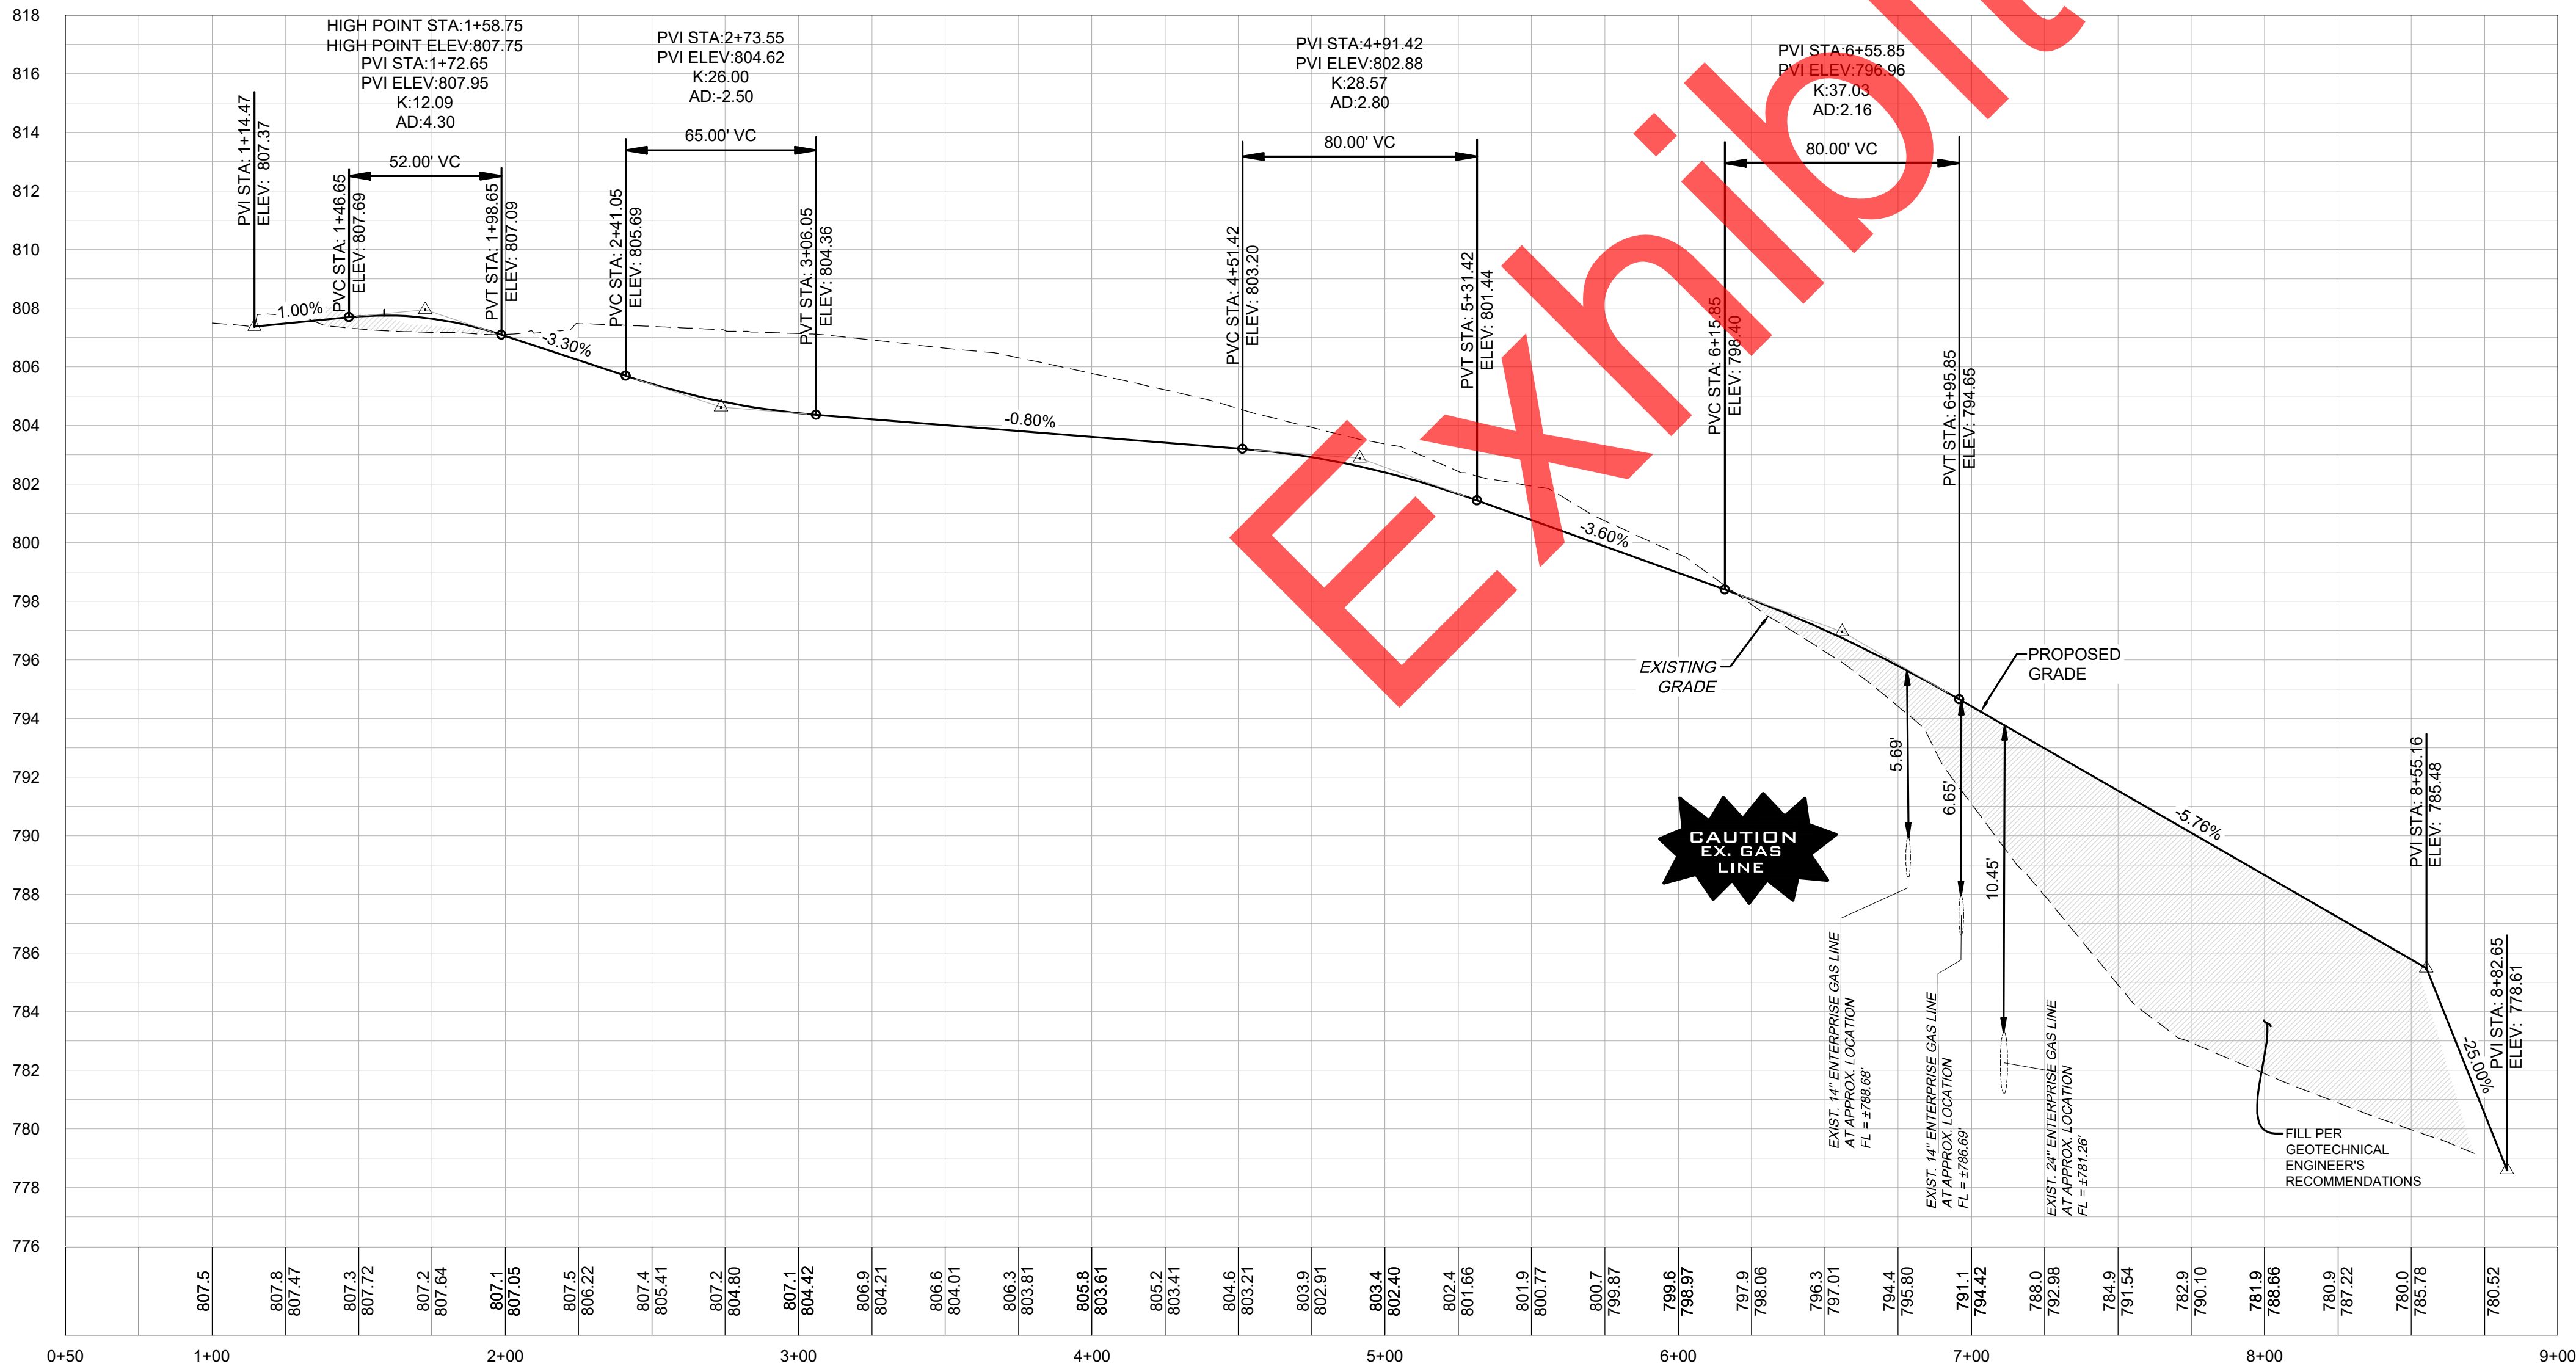 818
816
814
812
810
808
806
804
802
800
798
796
794
792
790
788
786
784
782
780
778
776
HIGH POINT STA:1+58.75
HIGH POINT ELEV:807.75
PVI STA:1+72.65
PVI ELEV:807.95
K:12.09
AD:4.30
52.00' VC
PVI STA:2+73.55
PVI ELEV:804.62
K:26.00
AD:-2.50
65.00' VC
PVI STA:4+91.42
PVI ELEV:802.88
K:28.57
AD:2.80
80.00' VC
PVI STA:6+55.85
PVI ELEV:796.96
K:37.03
AD:2.16
80.00' VC
PVI STA: 1+14.47
ELEV: 807.37
PVC STA: 1+46.65
ELEV: 807.69
PVT STA: 1+98.65
ELEV: 807.09
PVC STA: 2+41.05
ELEV: 805.69
PVT STA: 3+06.05
ELEV: 804.36
PVC STA: 4+51.42
ELEV: 803.20
PVT STA: 5+31.42
ELEV: 801.44
PVC STA: 6+15.85
ELEV: 798.40
PVT STA: 6+95.85
ELEV: 794.65
PVI STA: 8+55.16
ELEV: 785.48
PVI STA: 8+82.65
ELEV: 778.61
1.00%
-3.30%
-0.80%
-3.60%
-5.76%
-25.00%
Exhibit
EXISTING
GRADE
PROPOSED
GRADE
5.69'
6.65'
10.45'
CAUTION
EX. GAS
LINE
EXIST. 14" ENTERPRISE GAS LINE
AT APPROX. LOCATION
FL = ±788.68'
EXIST. 14" ENTERPRISE GAS LINE
AT APPROX. LOCATION
FL = ±786.69'
EXIST. 24" ENTERPRISE GAS LINE
AT APPROX. LOCATION
FL = ±781.26'
FILL PER
GEOTECHNICAL
ENGINEER'S
RECOMMENDATIONS
807.5
807.8
807.47
807.3
807.72
807.2
807.64
807.1
807.05
807.5
806.22
807.4
805.41
807.2
804.80
807.1
804.42
806.9
804.21
806.6
804.01
806.3
803.81
805.8
803.61
805.2
803.41
804.6
803.21
803.9
802.91
803.4
802.40
802.4
801.66
801.9
800.77
800.7
799.87
799.6
798.97
797.9
798.06
796.3
797.01
794.4
795.80
791.1
794.42
788.0
792.98
784.9
791.54
782.9
790.10
781.9
788.66
780.9
787.22
780.0
785.78
780.52
0+50
1+00
2+00
3+00
4+00
5+00
6+00
7+00
8+00
9+00